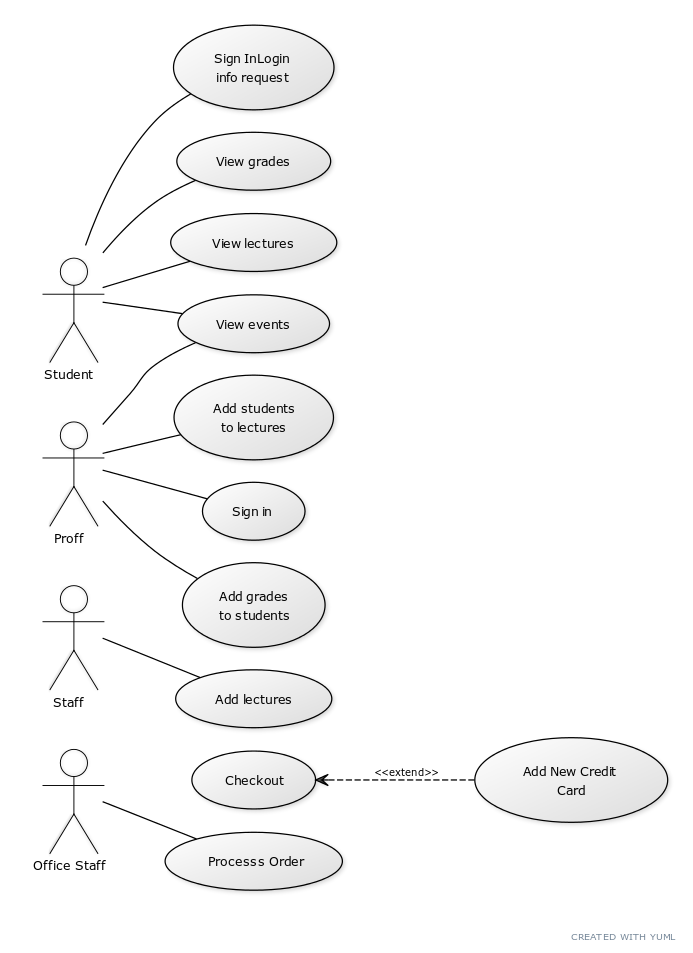 Sign InLogin
info request
View grades
View lectures
View events
Student
Add students
to lectures
Sign in
Proff
Add grades
to students
Add lectures
Staff
Checkout
<<extend>>
Add New Credit
Card
Processs Order
Office Staff
CREATED WITH YUML